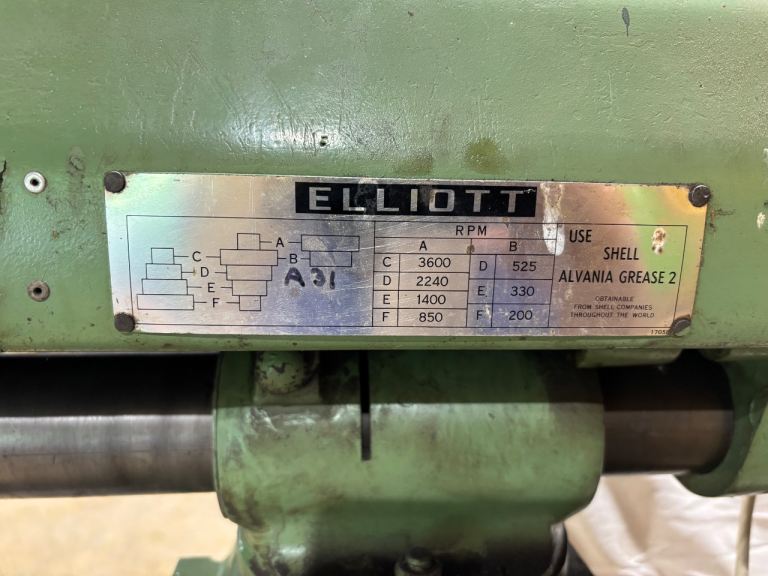 ELLIOTT
A
C B
D
E
F
A31
RPM
A B
C 3600 D 525
D 2240
E 1400 E 330
F 850 F 200
USE
SHELL
ALVANIA GREASE 2
OBTAINABLE
FROM SHELL COMPANIES
THROUGHOUT THE WORLD